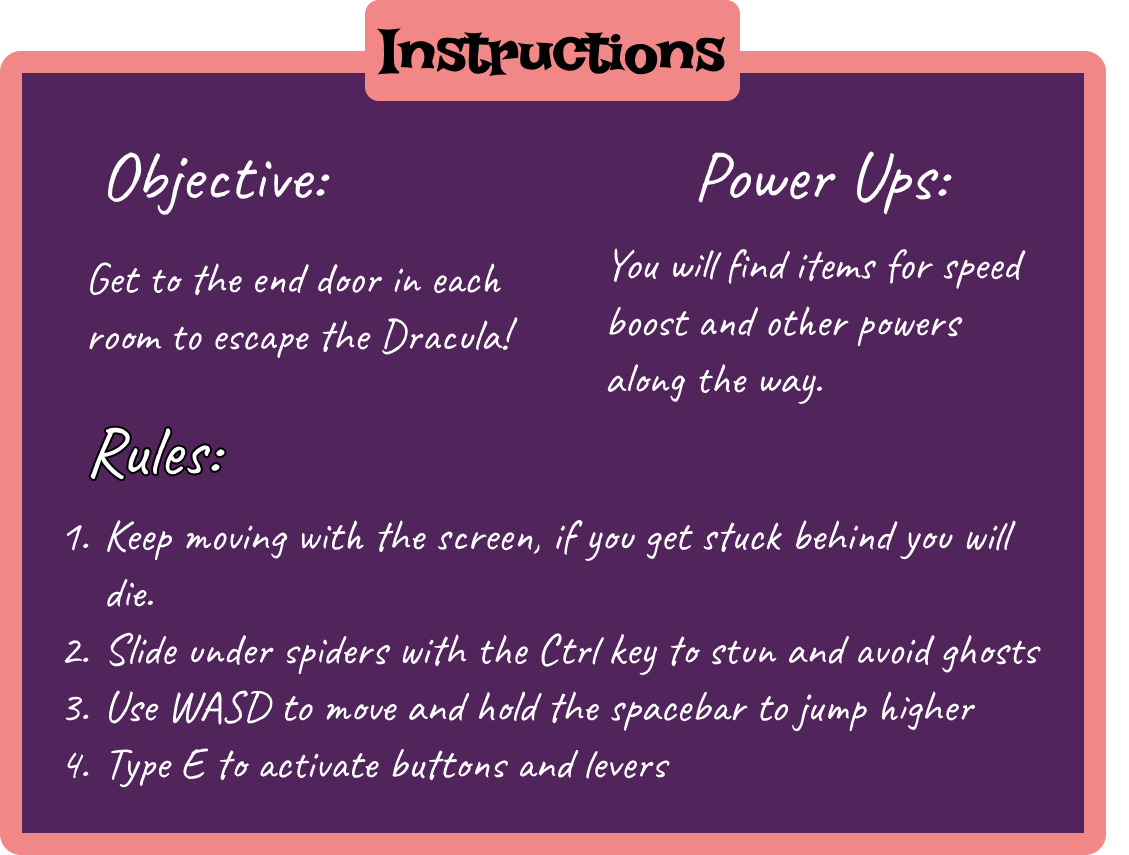 Instructions
Objective:
Get to the end door in each
room to escape the Dracula!
Power Ups:
You will find items for speed
boost and other powers
along the way.
Rules:
1. Keep moving with the screen, if you get stuck behind you will
die.
2. Slide under spiders with the Ctrl key to stun and avoid ghosts
3. Use WASD to move and hold the spacebar to jump higher
4. Type E to activate buttons and levers